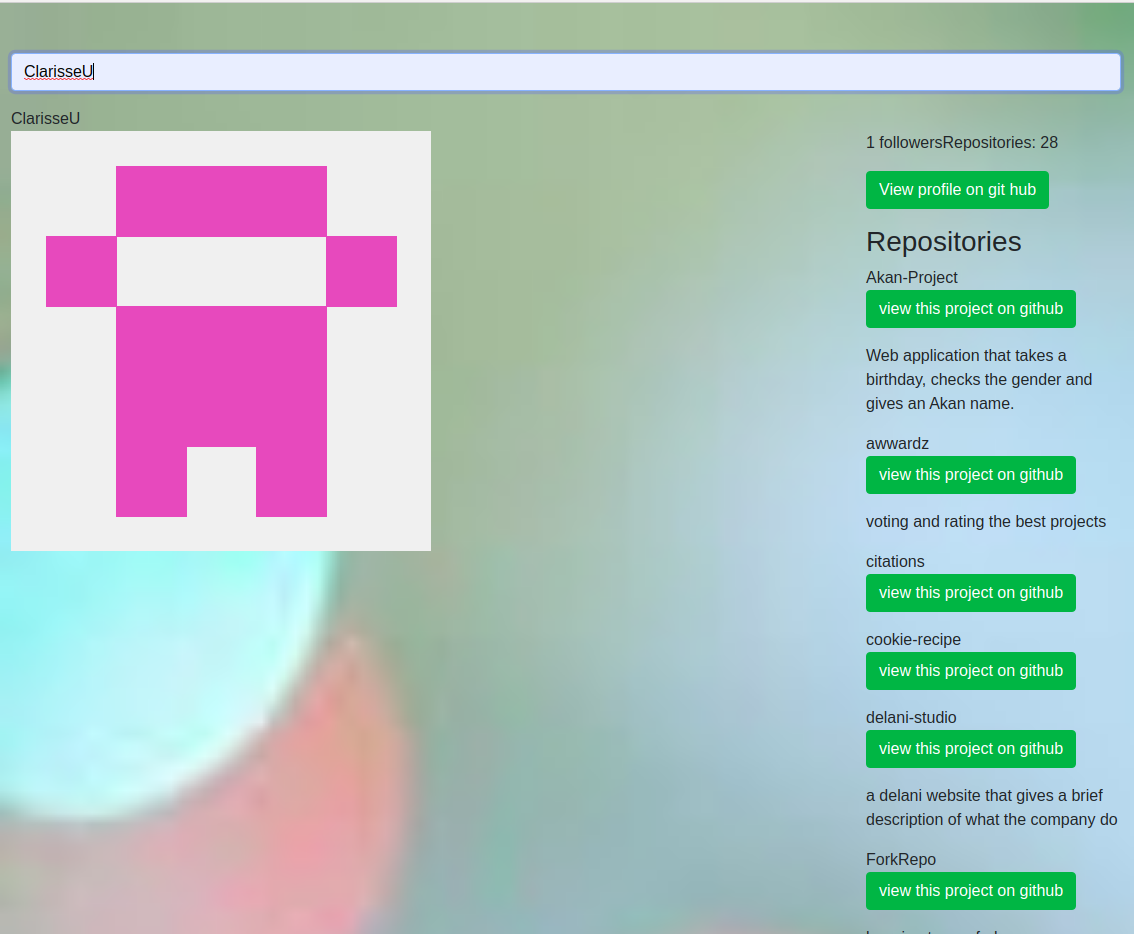 ClarisseU
ClarisseU
1 followersRepositories: 28
View profile on git hub
Repositories
Akan-Project
view this project on github
Web application that takes a
birthday, checks the gender and
gives an Akan name.
awwardz
view this project on github
voting and rating the best projects
citations
view this project on github
cookie-recipe
view this project on github
delani-studio
view this project on github
a delani website that gives a brief
description of what the company do
ForkRepo
view this project on github